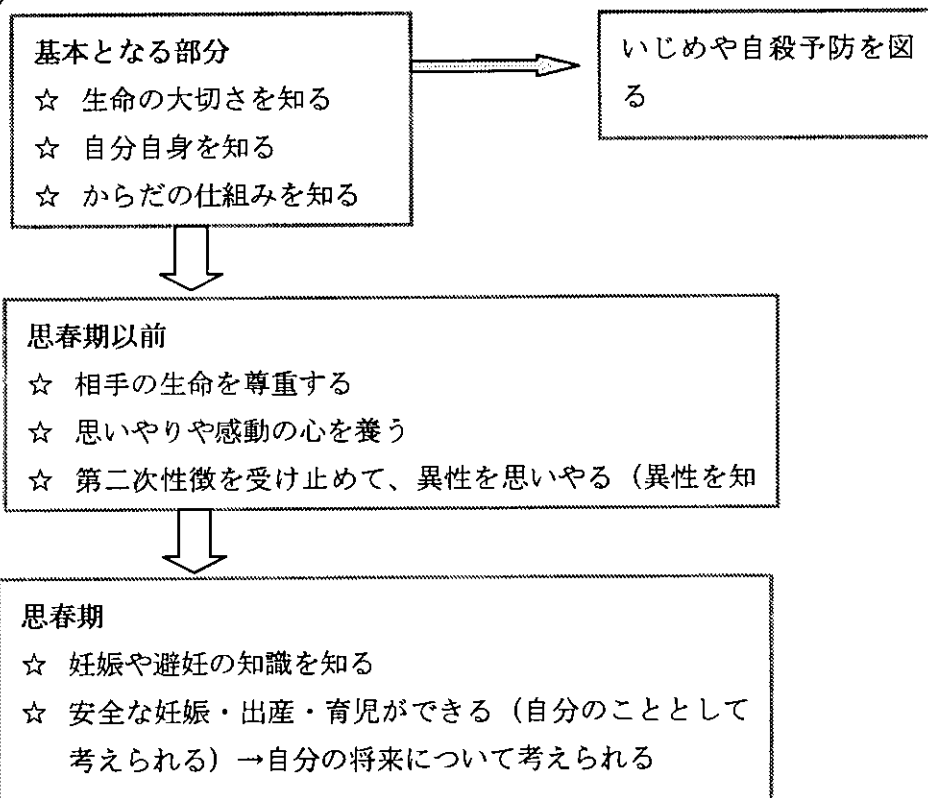 基本となる部分
☆ 生命の大切さを知る
☆ 自分自身を知る
☆ からだの仕組みを知る
いじめや自殺予防を図
る
思春期以前
☆ 相手の生命を尊重する
☆ 思いやりや感動の心を養う
☆ 第二次性徴を受け止めて、異性を思いやる（異性を知
思春期
☆ 妊娠や避妊の知識を知る
☆ 安全な妊娠・出産・育児ができる（自分のこととして
考えられる）→自分の将来について考えられる